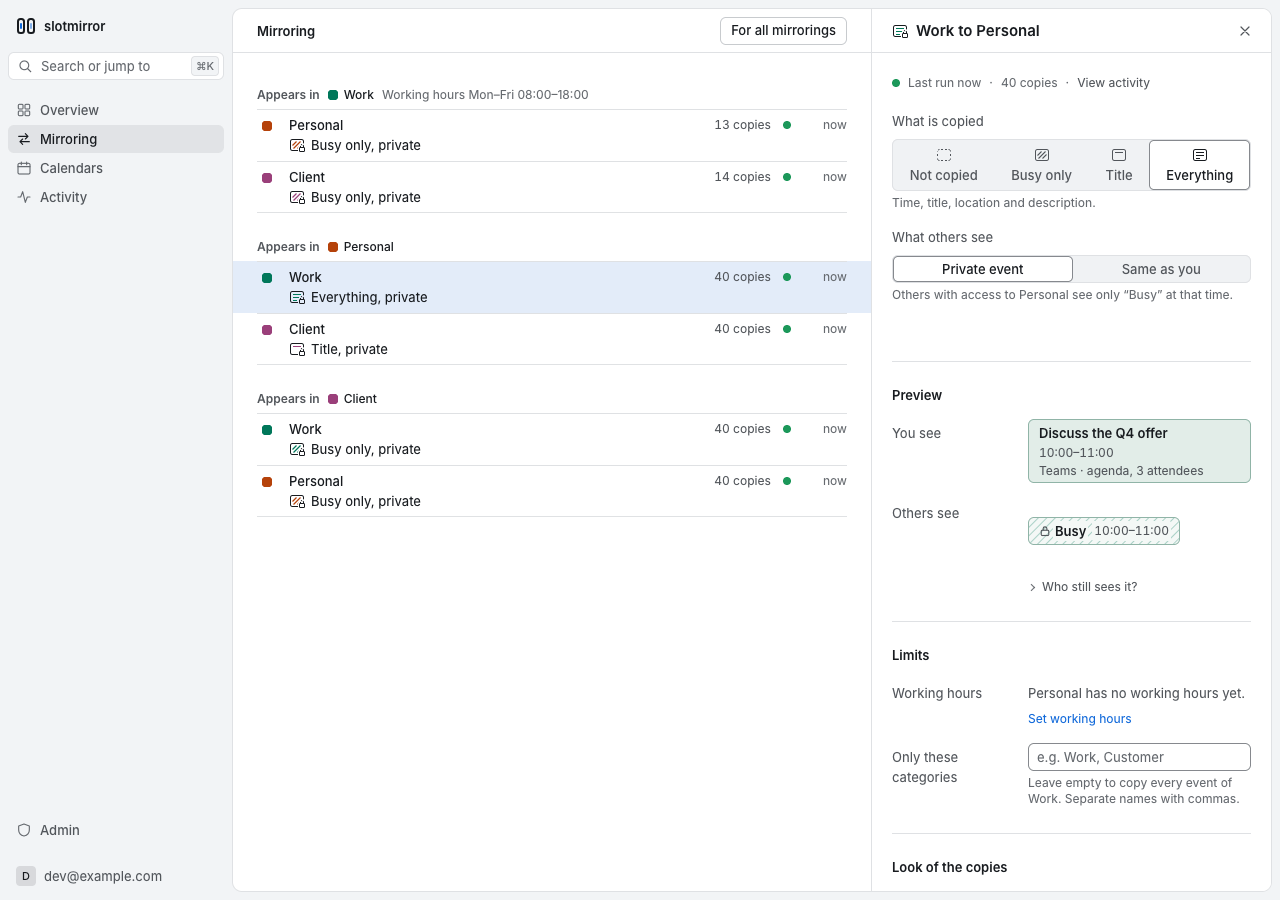 slotmirror
Search or jump to ⌘K
Overview
Mirroring
Calendars
Activity
Admin
D dev@example.com
Mirroring
For all mirrorings
Appears in Work Working hours Mon–Fri 08:00–18:00
Personal 13 copies now
Busy only, private
Client 14 copies now
Busy only, private
Appears in Personal
Work 40 copies now
Everything, private
Client 40 copies now
Title, private
Appears in Client
Work 40 copies now
Busy only, private
Personal 40 copies now
Busy only, private
Work to Personal
Last run now · 40 copies · View activity
What is copied
Not copied Busy only Title Everything
Time, title, location and description.
What others see
Private event Same as you
Others with access to Personal see only “Busy” at that time.
Preview
You see
Discuss the Q4 offer
10:00–11:00
Teams · agenda, 3 attendees
Others see
Busy 10:00–11:00
Who still sees it?
Limits
Working hours
Personal has no working hours yet.
Set working hours
Only these
categories
e.g. Work, Customer
Leave empty to copy every event of
Work. Separate names with commas.
Look of the copies